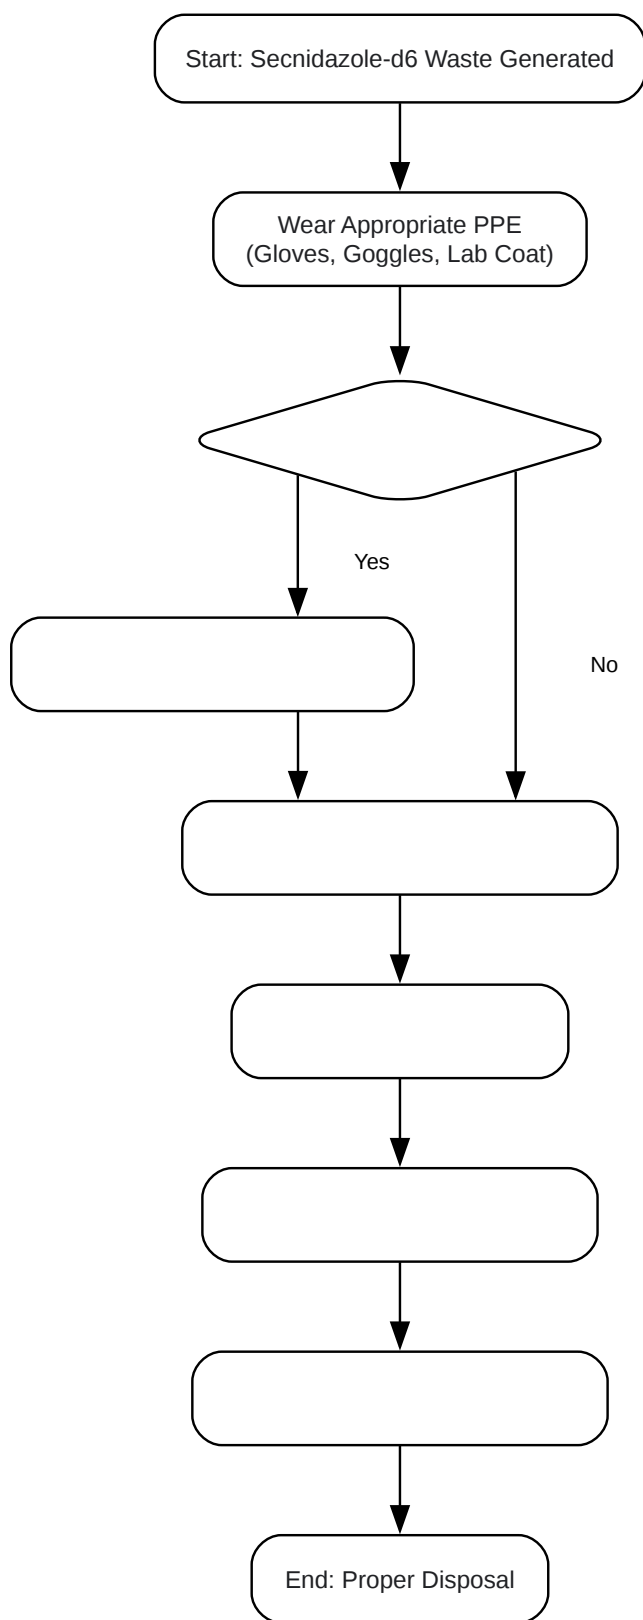 Start: Secnidazole-d6 Waste Generated
Wear Appropriate PPE
(Gloves, Goggles, Lab Coat)
Yes
No
End: Proper Disposal